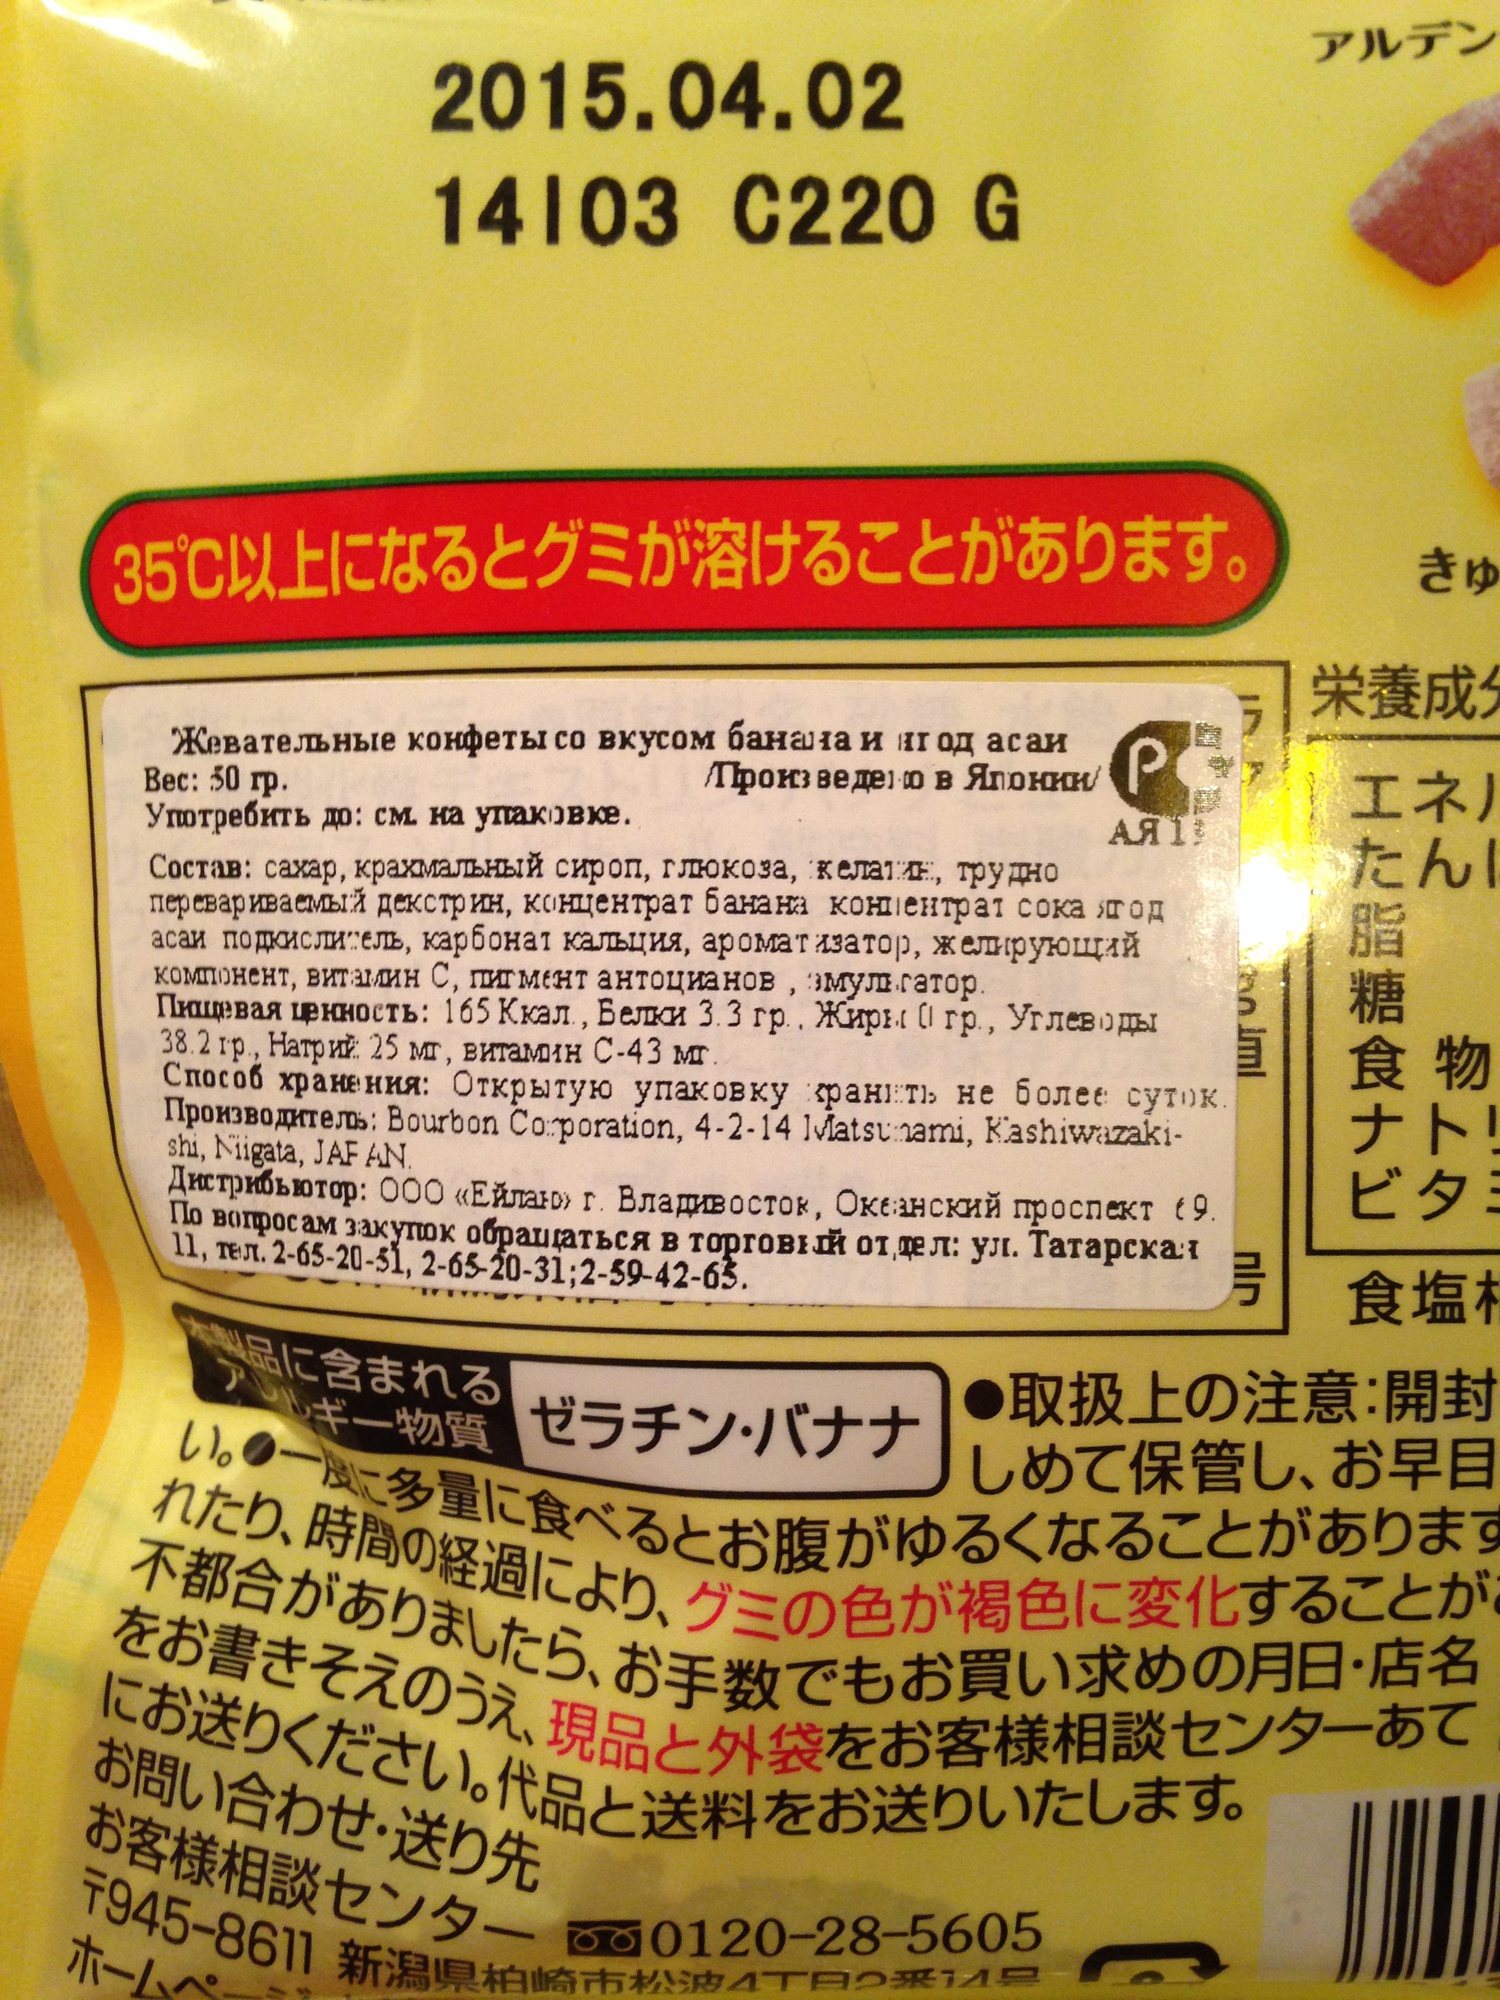 アルデン
2015.04.02
14I03 C220 G
35℃以上になるとグミが溶けることがあります。
きゅ
Жевательные конфеты со вкусом банана и ягод асаи
Вес: 50 гр. /Произведено в Японии/
Употребить до: см. на упаковке.
АЯ
Состав: сахар, крахмальный сироп, глюкоза, желатин, трудно
перевариваемый декстрин, концентрат банана концентрат сока ягод
асаи подкислитель, карбонат кальция, ароматизатор, желирующий
компонент, витамин С, пигмент антоцианов , эмульгатор.
Пищевая ценность: 165 Ккал., Белки 3.3 гр., Жиры 0 гр., Углеводы
38.2 гр., Натрий 25 мг, витамин С-43 мг.
Способ хранения: Открытую упаковку хранить не более суток.
Производитель: Bourbon Corporation, 4-2-14 Matsunami, Kashiwazaki-
shi, Niigata, JAPAN.
Дистрибьютор: ООО «Ейлан» г. Владивосток, Океанский проспект 69.
По вопросам закупок обращаться в торговый отдел: ул. Татарская
11, тел. 2-65-20-51, 2-65-20-31;2-59-42-65.
栄養成分
エネル
たんぱ
脂
糖
食 物
ナトリ
ビタミ
食塩相
号
本製品に含まれる
アレルギー物質
ゼラチン・バナナ
●取扱上の注意:開封
しめて保管し、お早目
い。●一度に多量に食べるとお腹がゆるくなることがあります
れたり、時間の経過により、グミの色が褐色に変化することが
不都合がありましたら、お手数でもお買い求めの月日・店名
をお書きそえのうえ、現品と外袋をお客様相談センターあて
にお送りください。代品と送料をお送りいたします。
お問い合わせ・送り先
お客様相談センター 0120-28-5605
〒945-8611 新潟県柏崎市松波4丁目2番14号
ホームページ